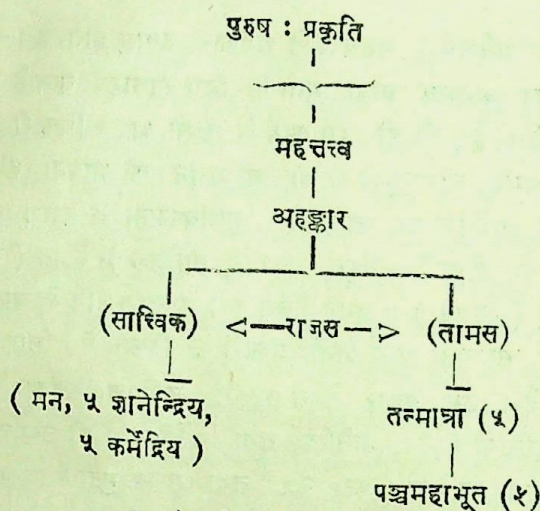 पुरुष : प्रकृति
महत्तत्त्व
अहङ्कार
(सात्त्विक) <—राजस—> (तामस)
( मन, ५ ज्ञानेन्द्रिय,
५ कर्मेंद्रिय )
तन्मात्रा (५)
पञ्चमहाभूत (५)